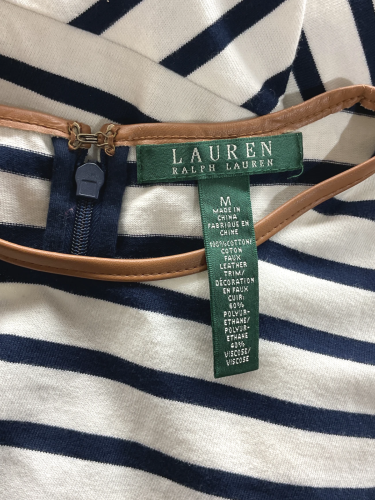 LAUREN
RALPH LAUREN
M
MADE IN
CHINA
FABRIQUE EN
CHINE
100%COTTON/
COTON
FAUX
LEATHER
TRIM/
DÉCORATION
EN FAUX
CUIR:
60%
POLYUR-
ETHANE/
POLYUR-
ETHANE
40%
VISCOSE/
VISCOSE